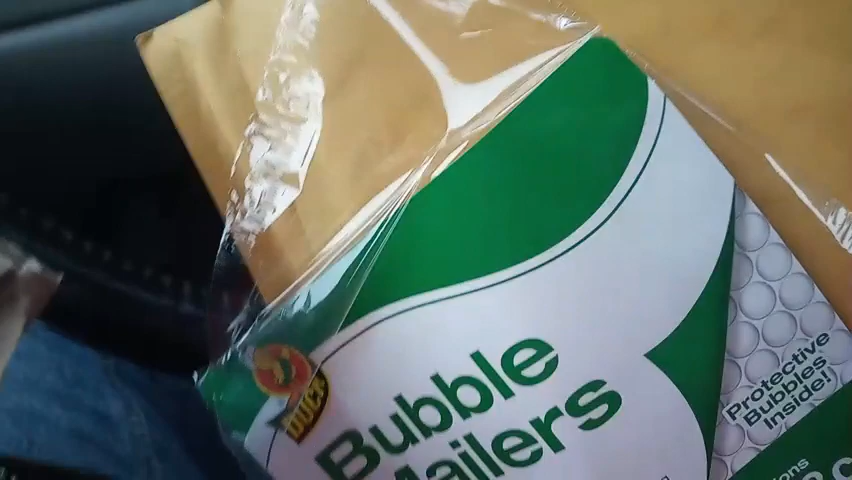 DUCK
Bubble
Mailers
Protective
Bubbles
Inside!